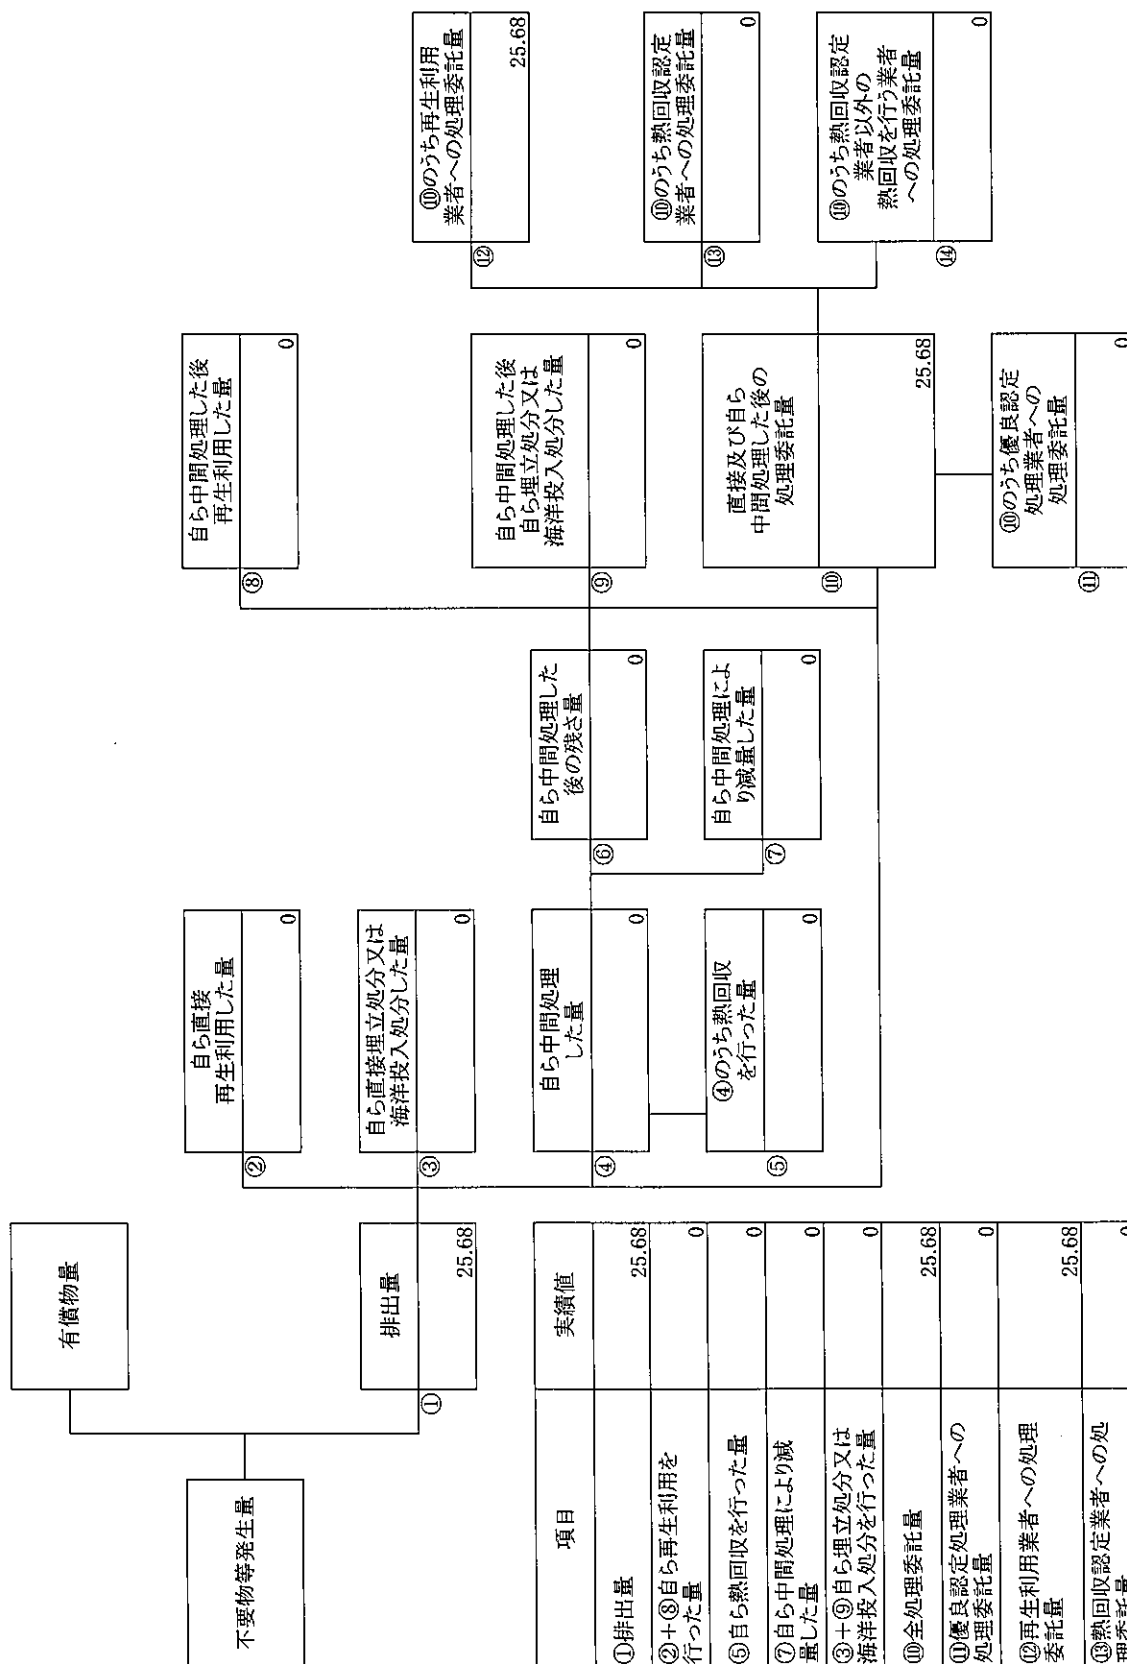 有償物量
不要物等発生量
①
排出量
25.68
②
自ら直接
再生利用した量
0
③
自ら直接埋立処分又は
海洋投入処分した量
0
④
自ら中間処理
した量
0
⑤
④のうち熱回収
を行った量
0
⑥
自ら中間処理した
後の残さ量
0
⑦
自ら中間処理によ
り減量した量
0
⑧
自ら中間処理した後
再生利用した量
0
⑨
自ら中間処理した後
自ら埋立処分又は
海洋投入処分した量
0
⑩
直接及び自ら
中間処理した後の
処理委託量
25.68
⑪
⑩のうち優良認定
処理業者への
処理委託量
0
⑫
⑩のうち再生利用
業者への処理委託量
25.68
⑬
⑩のうち熱回収認定
業者への処理委託量
0
⑭
⑩のうち熱回収認定
業者以外の
熱回収を行う業者
への処理委託量
0
項目 実績値
①排出量 25.68
②+⑧自ら再生利用を
行った量 0
⑤自ら熱回収を行った量 0
⑦自ら中間処理により減
量した量 0
③+⑨自ら埋立処分又は
海洋投入処分を行った量 0
⑩全処理委託量 25.68
⑪優良認定処理業者への
処理委託量 0
⑫再生利用業者への処理
委託量 25.68
⑬熱回収認定業者への処
理委託量 0